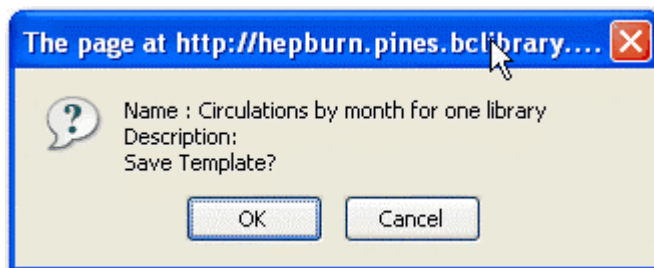 The page at http://hepburn.pines.bclibrary....
Name : Circulations by month for one library
Description:
Save Template?
OK
Cancel